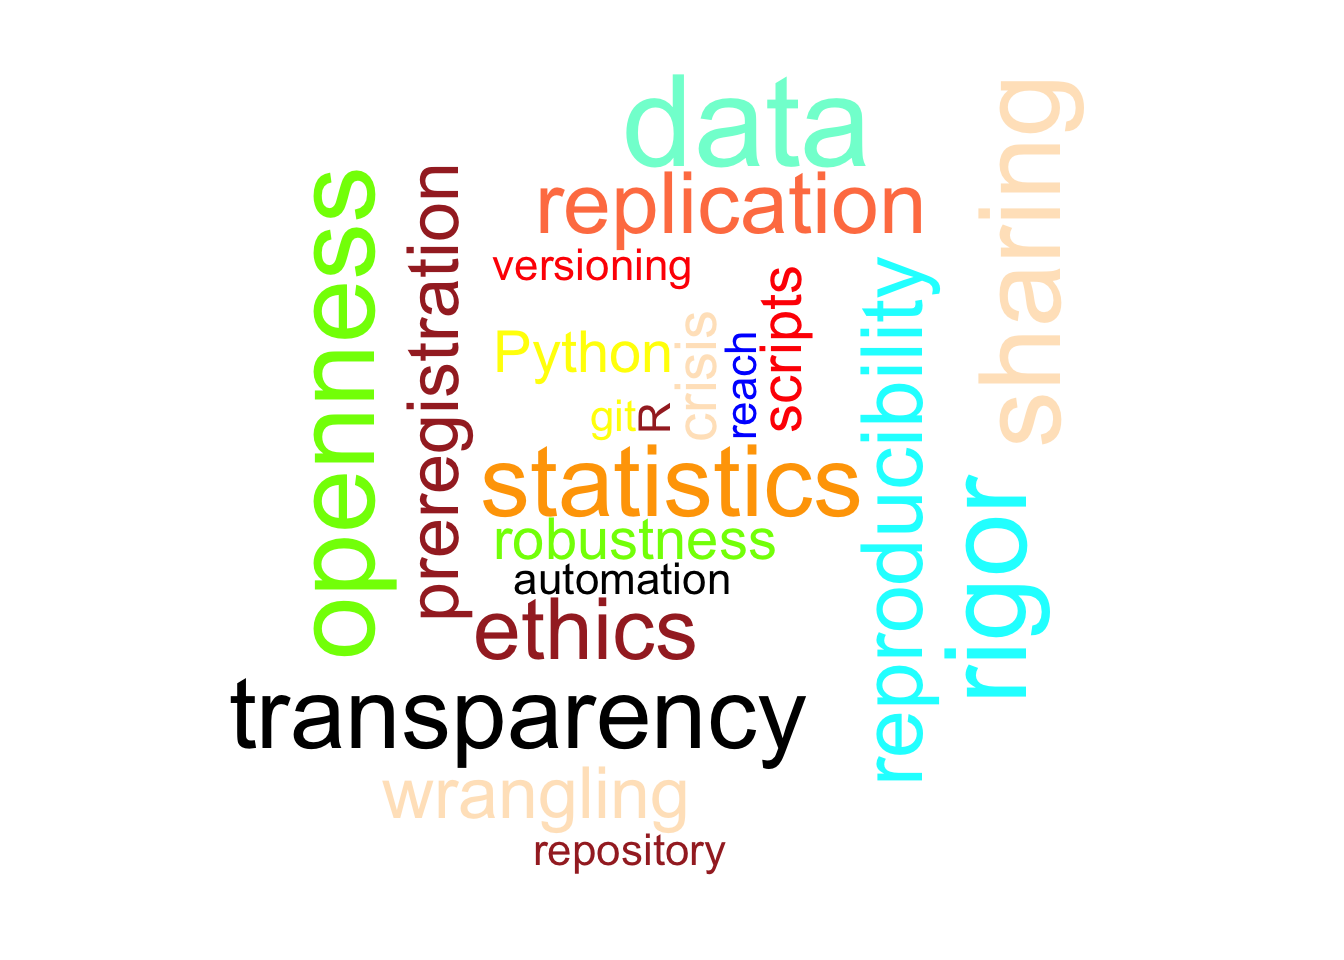 data
sharing
replication
openness
preregistration
versioning
reproducibility
scripts
crisis
Python
reach
git
R
statistics
rigor
robustness
automation
ethics
transparency
wrangling
repository